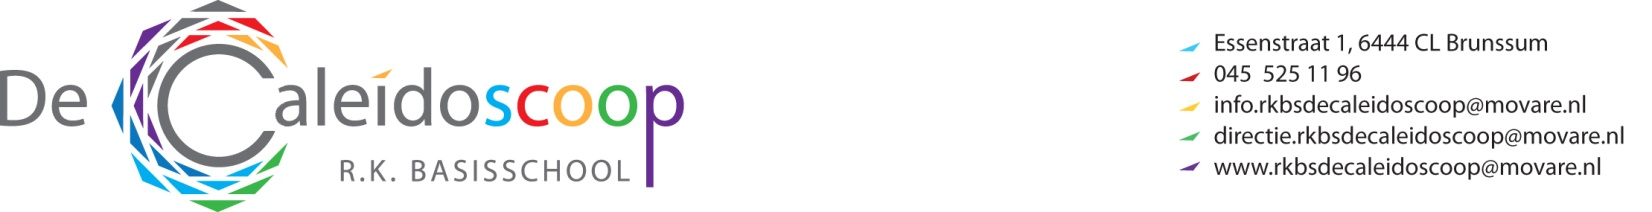 De Caleidoscoop
R.K. BASISSCHOOL
Essenstraat 1, 6444 CL Brunssum
045 525 11 96
info.rkbsdecaleidoscoop@movare.nl
directie.rkbsdecaleidoscoop@movare.nl
www.rkbsdecaleidoscoop@movare.nl